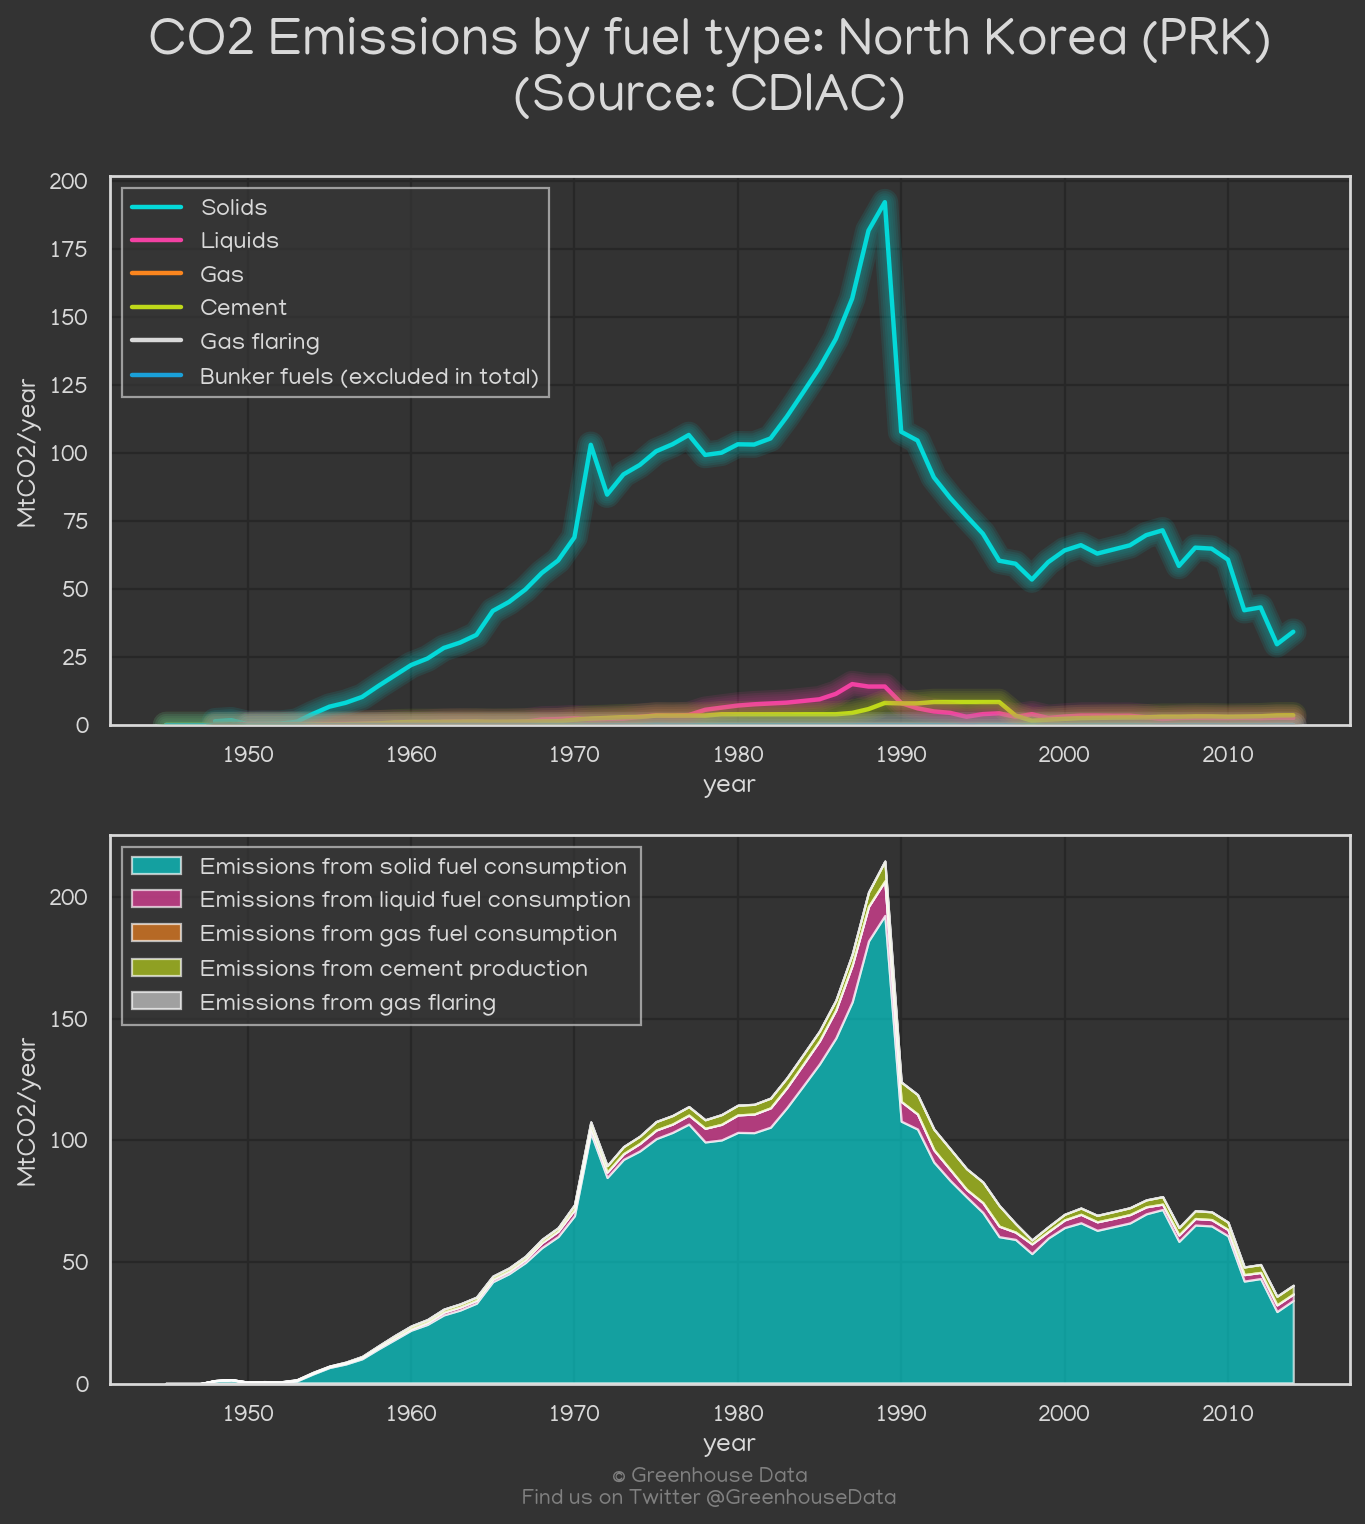 CO2 Emissions by fuel type: North Korea (PRK)
(Source: CDIAC)
200
175
150
125
100
75
50
25
0
MtCO2/year
Solids
Liquids
Gas
Cement
Gas flaring
Bunker fuels (excluded in total)
1950 1960 1970 1980 1990 2000 2010
year
200
150
100
50
0
MtCO2/year
Emissions from solid fuel consumption
Emissions from liquid fuel consumption
Emissions from gas fuel consumption
Emissions from cement production
Emissions from gas flaring
1950 1960 1970 1980 1990 2000 2010
year
© Greenhouse Data
Find us on Twitter @GreenhouseData